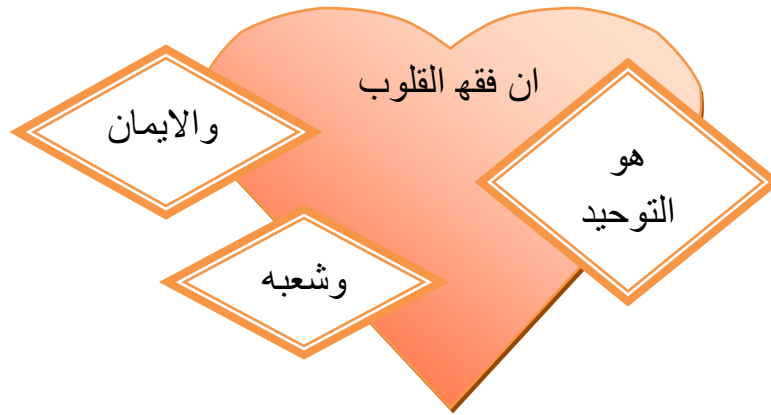 ان فقه القلوب
هو
التوحيد
والايمان
وشعبه